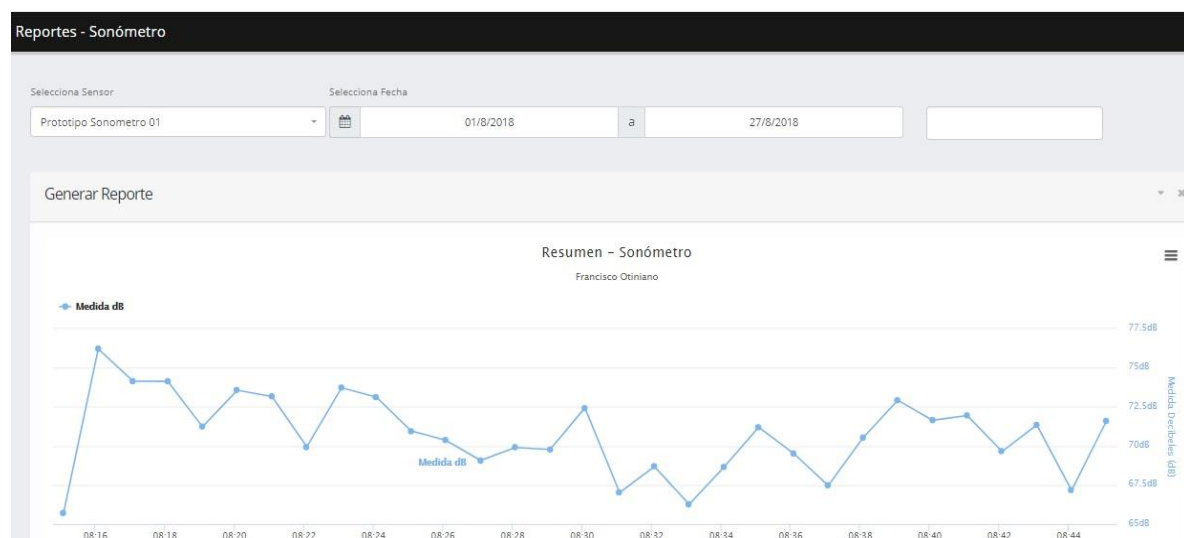 Reportes - Sonómetro
Selecciona Sensor
Selecciona Fecha
Prototipo Sonometro 01
01/8/2018
a
27/8/2018
Generar Reporte
Resumen – Sonómetro
Francisco Otiniano
Medida dB
77.5dB
75dB
72.5dB
70dB
67.5dB
65dB
Medida Decibeles (dB)
Medida dB
08:16 08:18 08:20 08:22 08:24 08:26 08:28 08:30 08:32 08:34 08:36 08:38 08:40 08:42 08:44